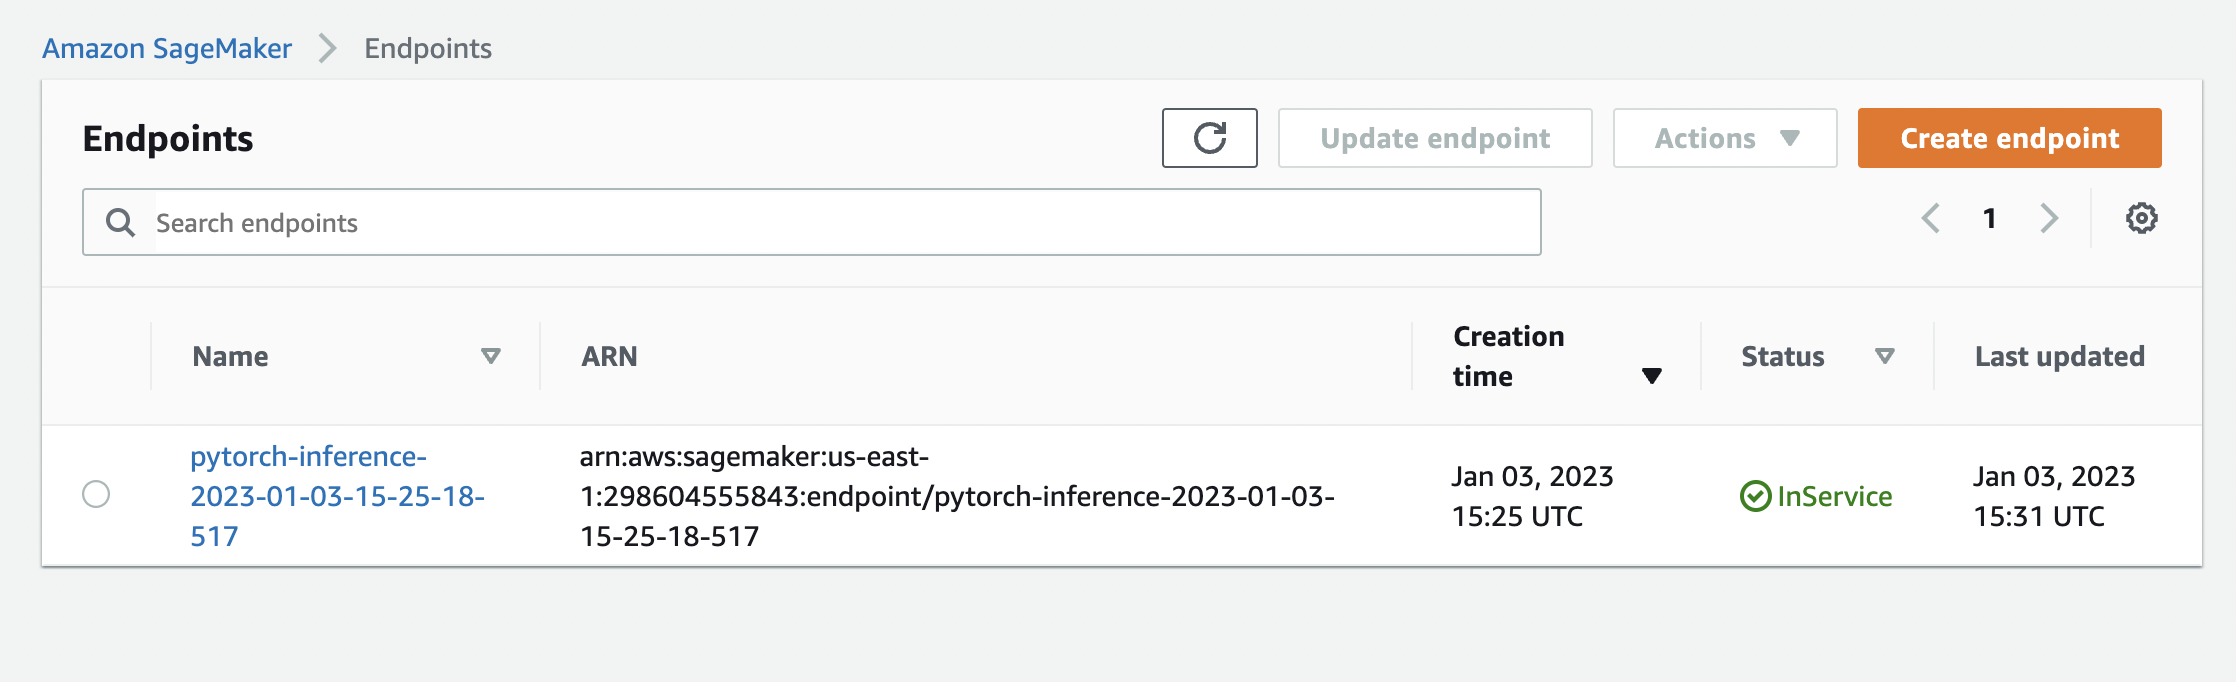 Amazon SageMaker
Endpoints
Endpoints
Update endpoint
Actions
Create endpoint
Search endpoints
1
Name
ARN
Creation
time
Status
Last updated
pytorch-inference-
2023-01-03-15-25-18-
517
arn:aws:sagemaker:us-east-
1:298604555843:endpoint/pytorch-inference-2023-01-03-
15-25-18-517
Jan 03, 2023
15:25 UTC
InService
Jan 03, 2023
15:31 UTC